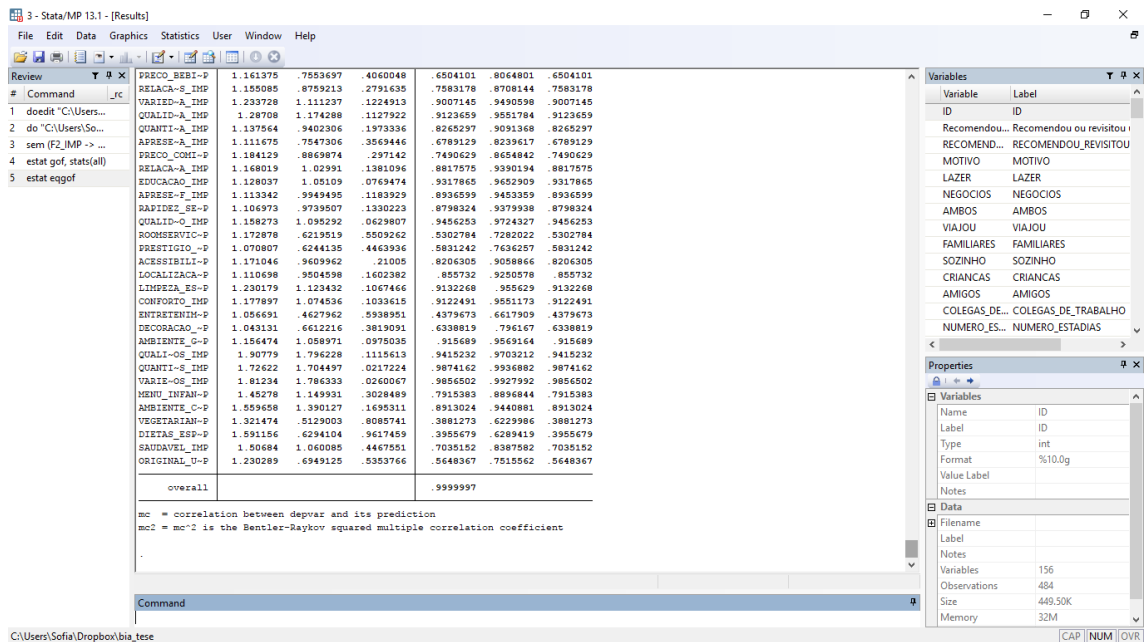 3 - Stata/MP 13.1 - [Results]
File Edit Data Graphics Statistics User Window Help
Review
# Command _rc
1 doedit "C:\Users...
2 do "C:\Users\So...
3 sem (F2_IMP -> ...
4 estat gof, stats(all)
5 estat eqgof
PRECO_BEBI~P 1.161375 .7553697 .4060048 .6504101 .8064801 .6504101
RELACA~S_IMP 1.155085 .8759213 .2791635 .7583178 .8708144 .7583178
VARIED~A_IMP 1.233728 1.111237 .1224913 .9007145 .9490598 .9007145
QUALID~A_IMP 1.28708 1.174288 .1127922 .9123659 .9551784 .9123659
QUANTI~A_IMP 1.137564 .9402306 .1973336 .8265297 .9091368 .8265297
APRESE~A_IMP 1.111675 .7547306 .3569446 .6789129 .8239617 .6789129
PRECO_COMI~P 1.184129 .8869874 .297142 .7490629 .8654842 .7490629
RELACA~A_IMP 1.168019 1.02991 .1381096 .8817575 .9390194 .8817575
EDUCACAO_IMP 1.128037 1.05109 .0769474 .9317865 .9652909 .9317865
APRESE~F_IMP 1.113342 .9949495 .1183929 .8936599 .9453359 .8936599
RAPIDEZ_SE~P 1.106973 .9739507 .1330223 .8798324 .9379938 .8798324
QUALID~O_IMP 1.158273 1.095292 .0629807 .9456253 .9724327 .9456253
ROOMSERVIC~P 1.172878 .6219519 .5509262 .5302784 .7282022 .5302784
PRESTIGIO_~P 1.070807 .6244135 .4463936 .5831242 .7636257 .5831242
ACESSIBILI~P 1.171046 .9609962 .21005 .8206305 .9058866 .8206305
LOCALIZACA~P 1.110698 .9504598 .1602382 .855732 .9250578 .855732
LIMPEZA_ES~P 1.230179 1.123432 .1067466 .9132268 .955629 .9132268
CONFORTO_IMP 1.177897 1.074536 .1033615 .9122491 .9551173 .9122491
ENTRETENIM~P 1.056691 .4627962 .5938951 .4379673 .6617909 .4379673
DECORACAO_~P 1.043131 .6612216 .3819091 .6338819 .796167 .6338819
AMBIENTE_G~P 1.156474 1.058971 .0975035 .915689 .9569164 .915689
QUALI~OS_IMP 1.90779 1.796228 .1115613 .9415232 .9703212 .9415232
QUANTI~S_IMP 1.72622 1.704497 .0217224 .9874162 .9936882 .9874162
VARIE~OS_IMP 1.81234 1.786333 .0260067 .9856502 .9927992 .9856502
MENU_INFAN~P 1.45278 1.149931 .3028489 .7915383 .8896844 .7915383
AMBIENTE_C~P 1.559658 1.390127 .1695311 .8913024 .9440881 .8913024
VEGETARIAN~P 1.321474 .5129003 .8085741 .3881273 .6229986 .3881273
DIETAS_ESP~P 1.591156 .6294104 .9617459 .3955679 .6289419 .3955679
SAUDAVEL_IMP 1.50684 1.060085 .4467551 .7035152 .8387582 .7035152
ORIGINAL_U~P 1.230289 .6949125 .5353766 .5648367 .7515562 .5648367
overall .9999997
mc = correlation between depvar and its prediction
mc2 = mc^2 is the Bentler-Raykov squared multiple correlation coefficient
.
Command
Variables
Variable Label
ID ID
Recomendou... Recomendou ou revisitou
RECOMEND... RECOMENDOU_REVISITOU
MOTIVO MOTIVO
LAZER LAZER
NEGOCIOS NEGOCIOS
AMBOS AMBOS
VIAJOU VIAJOU
FAMILIARES FAMILIARES
SOZINHO SOZINHO
CRIANCAS CRIANCAS
AMIGOS AMIGOS
COLEGAS_DE... COLEGAS_DE_TRABALHO
NUMERO_ES... NUMERO_ESTADIAS
Properties
Variables
Name ID
Label ID
Type int
Format %10.0g
Value Label
Notes
Data
Filename
Label
Notes
Variables 156
Observations 484
Size 449.50K
Memory 32M
C:\Users\Sofia\Dropbox\bia_tese
CAP NUM OVR